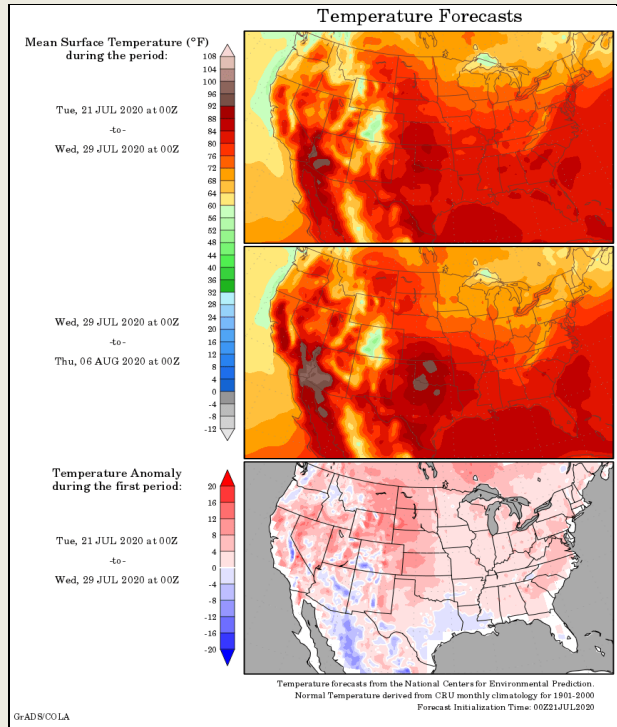 Temperature Forecasts
Mean Surface Temperature (°F)
during the period:
Tue, 21 JUL 2020 at 00Z
-to-
Wed, 29 JUL 2020 at 00Z
108
104
100
96
92
88
84
80
76
72
68
64
60
56
52
48
44
40
36
32
28
24
20
16
12
8
4
0
-4
-8
-12
Wed, 29 JUL 2020 at 00Z
-to-
Thu, 06 AUG 2020 at 00Z
Temperature Anomaly
during the first period:
Tue, 21 JUL 2020 at 00Z
-to-
Wed, 29 JUL 2020 at 00Z
20
16
12
8
4
0
-4
-8
-12
-16
-20
Temperature forecasts from the National Centers for Environmental Prediction.
Normal Temperature derived from CRU monthly climatology for 1901-2000
Forecast Initialization Time: 00Z21JUL2020
GrADS/COLA